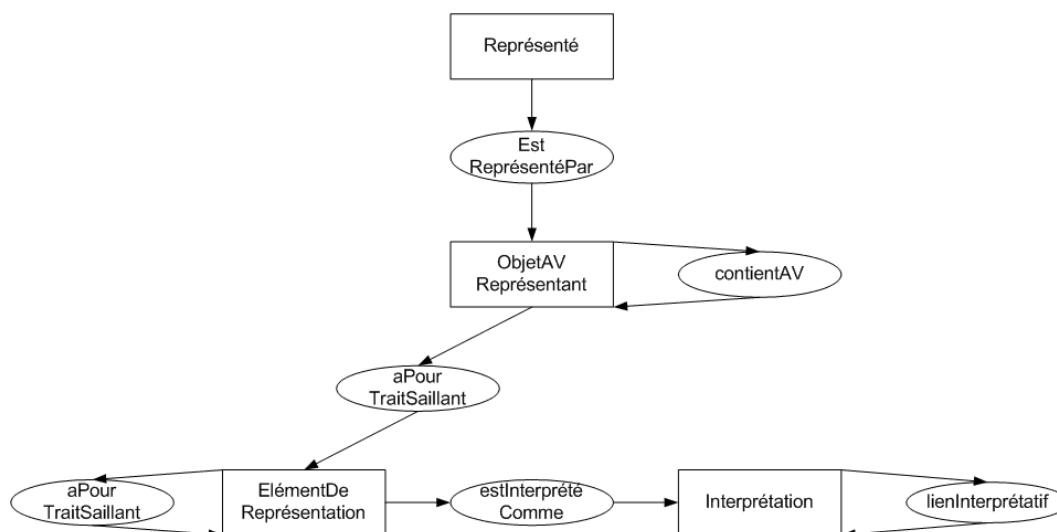 Représenté
Est
ReprésentéPar
ObjetAV
Représentant
contientAV
aPour
TraitSaillant
aPour
TraitSaillant
ElémentDe
Représentation
estInterprété
Comme
Interprétation
lienInterprétatif